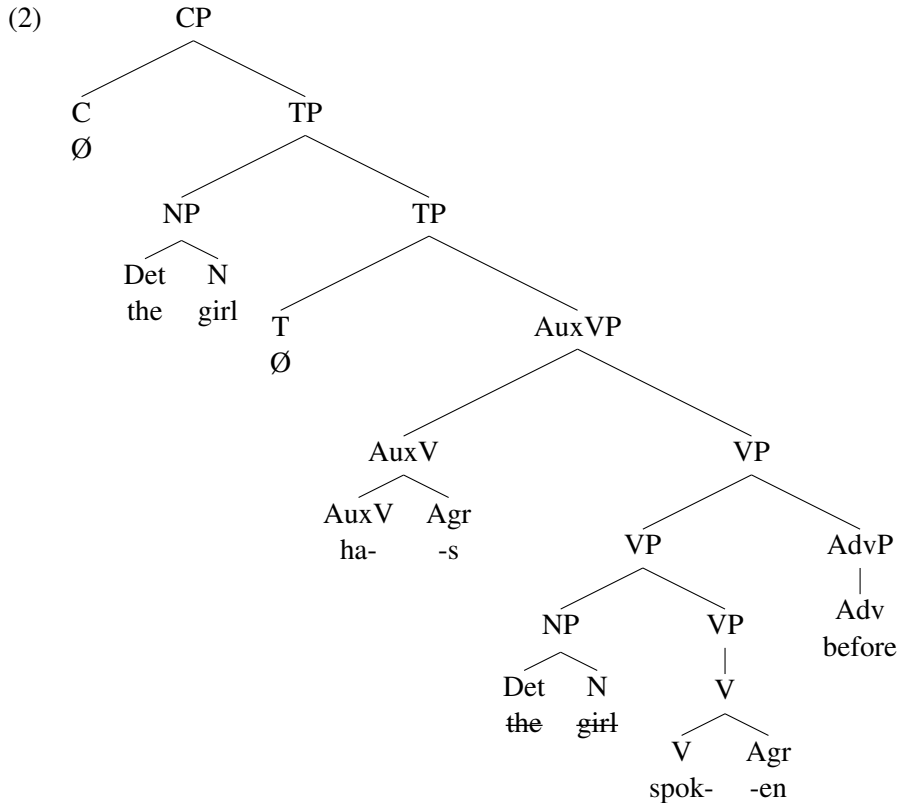 (2) CP
C TP
Ø
NP TP
Det N
the girl
T AuxVP
Ø
AuxV VP
AuxV Agr
ha- -s
VP AdvP
NP VP Adv
before
Det N V
the girl
V Agr
spok- -en